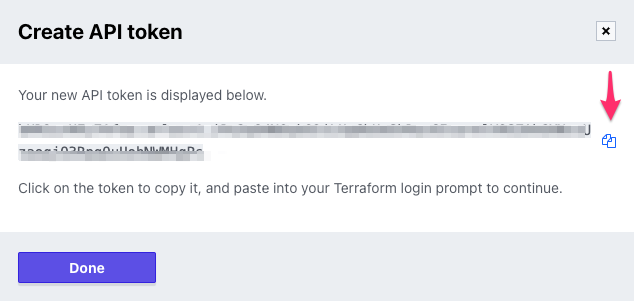 Create API token
Your new API token is displayed below.
Click on the token to copy it, and paste into your Terraform login prompt to continue.
Done